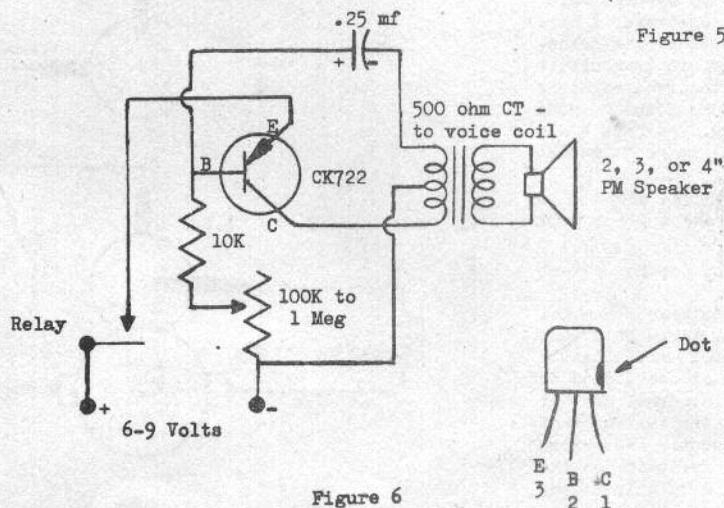 .25 mf
Figure 5
+ -
500 ohm CT -
to voice coil
E
B
CK722
2, 3, or 4"
PM Speaker
C
10K
100K to
1 Meg
Relay
Dot
+
-
6-9 Volts
E
3
B
2
C
1
Figure 6